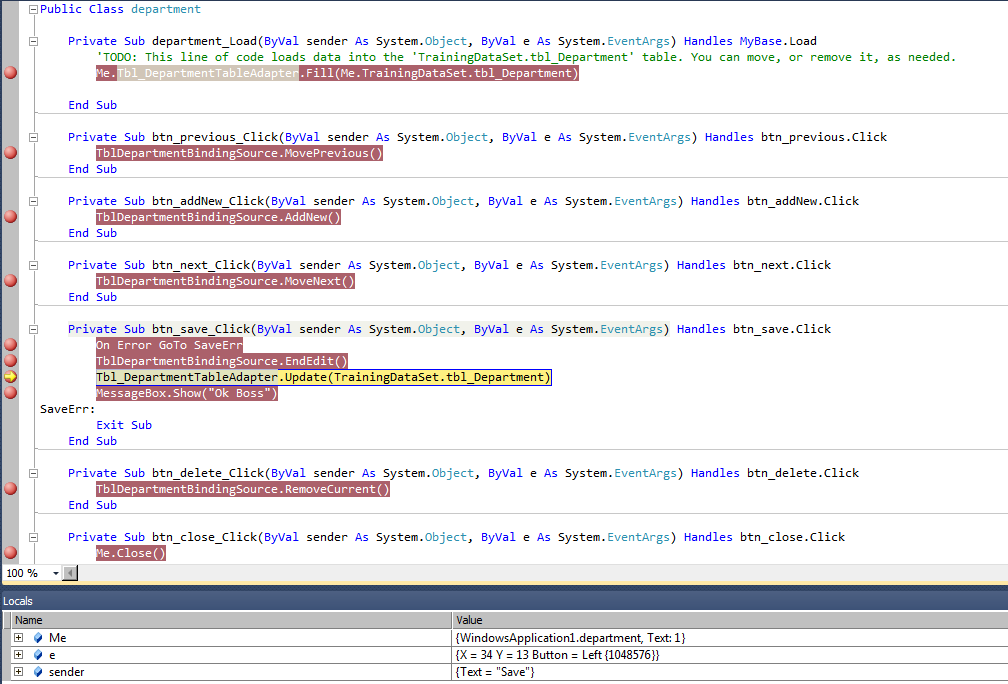 Public Class department
Private Sub department_Load(ByVal sender As System.Object, ByVal e As System.EventArgs) Handles MyBase.Load
'TODO: This line of code loads data into the 'TrainingDataSet.tbl_Department' table. You can move, or remove it, as needed.
Me.Tbl_DepartmentTableAdapter.Fill(Me.TrainingDataSet.tbl_Department)
End Sub
Private Sub btn_previous_Click(ByVal sender As System.Object, ByVal e As System.EventArgs) Handles btn_previous.Click
TblDepartmentBindingSource.MovePrevious()
End Sub
Private Sub btn_addNew_Click(ByVal sender As System.Object, ByVal e As System.EventArgs) Handles btn_addNew.Click
TblDepartmentBindingSource.AddNew()
End Sub
Private Sub btn_next_Click(ByVal sender As System.Object, ByVal e As System.EventArgs) Handles btn_next.Click
TblDepartmentBindingSource.MoveNext()
End Sub
Private Sub btn_save_Click(ByVal sender As System.Object, ByVal e As System.EventArgs) Handles btn_save.Click
On Error GoTo SaveErr
TblDepartmentBindingSource.EndEdit()
Tbl_DepartmentTableAdapter.Update(TrainingDataSet.tbl_Department)
MessageBox.Show("Ok Boss")
SaveErr:
Exit Sub
End Sub
Private Sub btn_delete_Click(ByVal sender As System.Object, ByVal e As System.EventArgs) Handles btn_delete.Click
TblDepartmentBindingSource.RemoveCurrent()
End Sub
Private Sub btn_close_Click(ByVal sender As System.Object, ByVal e As System.EventArgs) Handles btn_close.Click
Me.Close()
100 %
Locals
Name Value
Me {WindowsApplication1.department, Text: 1}
e {X = 34 Y = 13 Button = Left {1048576}}
sender {Text = "Save"}